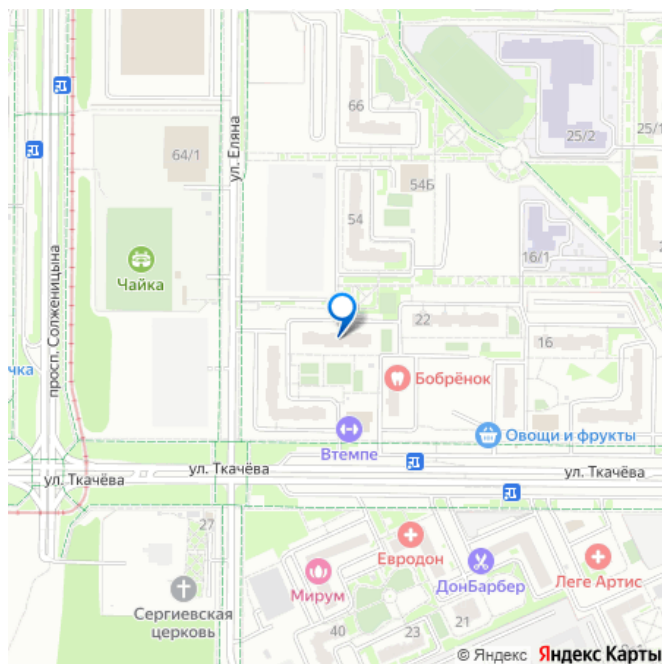 66
25/2
25/1
64/1
ул. Еляна
54Б
54
16/1
просп. Солженицына
Чайка
22
16
чка
Бобрёнок
Втемпе
Овощи и фрукты
ул. Ткачёва
ул. Ткачёва
ул. Ткачёва
27
Евродон
Мирум
ДонБарбер
Леге Артис
Сергиевская
церковь
40
23
21
© Яндекс Яндекс Карты